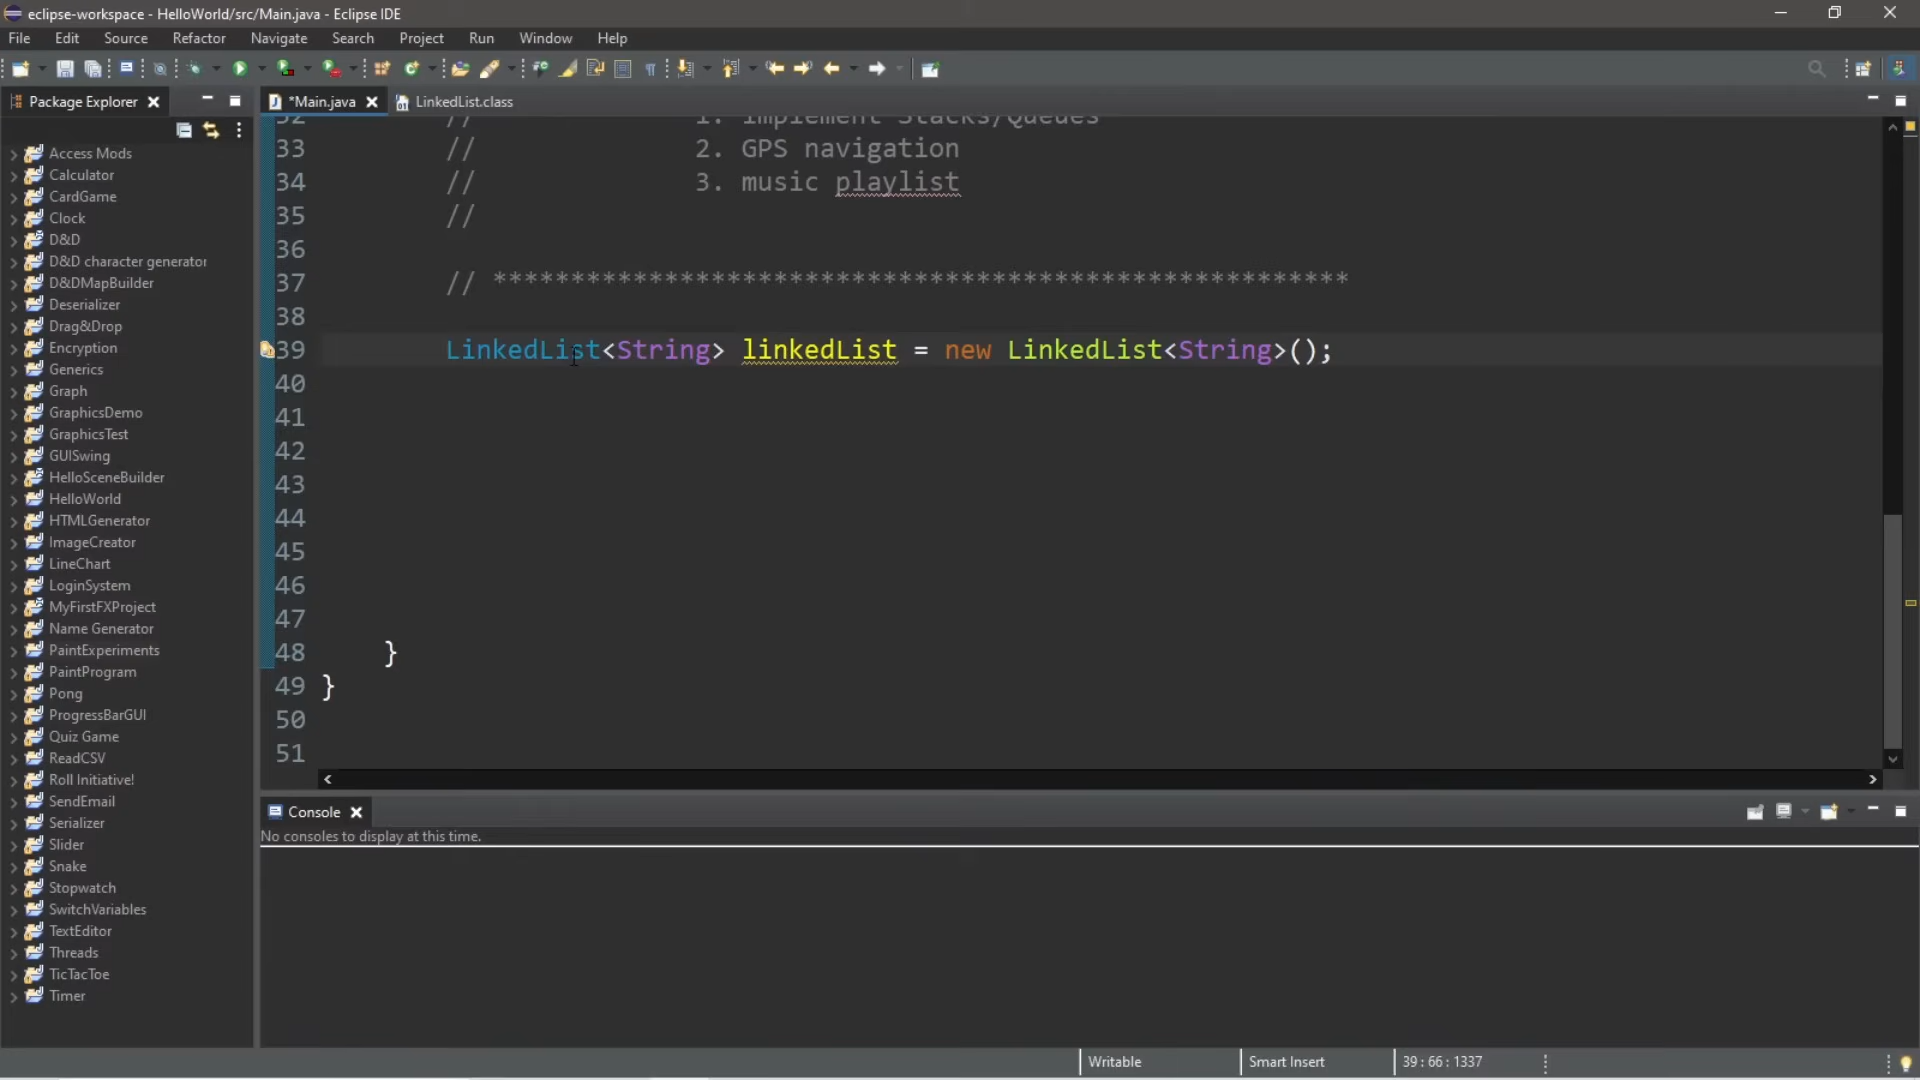 eclipse-workspace - HelloWorld/src/Main.java - Eclipse IDE
File Edit Source Refactor Navigate Search Project Run Window Help
Package Explorer
*Main.java
LinkedList.class
Access Mods
Calculator
CardGame
Clock
D&D
D&D character generator
D&DMapBuilder
Deserializer
Drag&Drop
Encryption
Generics
Graph
GraphicsDemo
GraphicsTest
GUISwing
HelloSceneBuilder
HelloWorld
HTMLGenerator
ImageCreator
LineChart
LoginSystem
MyFirstFXProject
Name Generator
PaintExperiments
PaintProgram
Pong
ProgressBarGUI
Quiz Game
ReadCSV
Roll Initiative!
SendEmail
Serializer
Slider
Snake
Stopwatch
SwitchVariables
TextEditor
Threads
TicTacToe
Timer
32 // 1. Implement Stacks/Queues
33 // 2. GPS navigation
34 // 3. music playlist
35 //
36
37 // *******************************************************
38
39 LinkedList<String> linkedList = new LinkedList<String>();
40
41
42
43
44
45
46
47
48 }
49 }
50
51
Console
No consoles to display at this time.
Writable
Smart Insert
39 : 66 : 1337